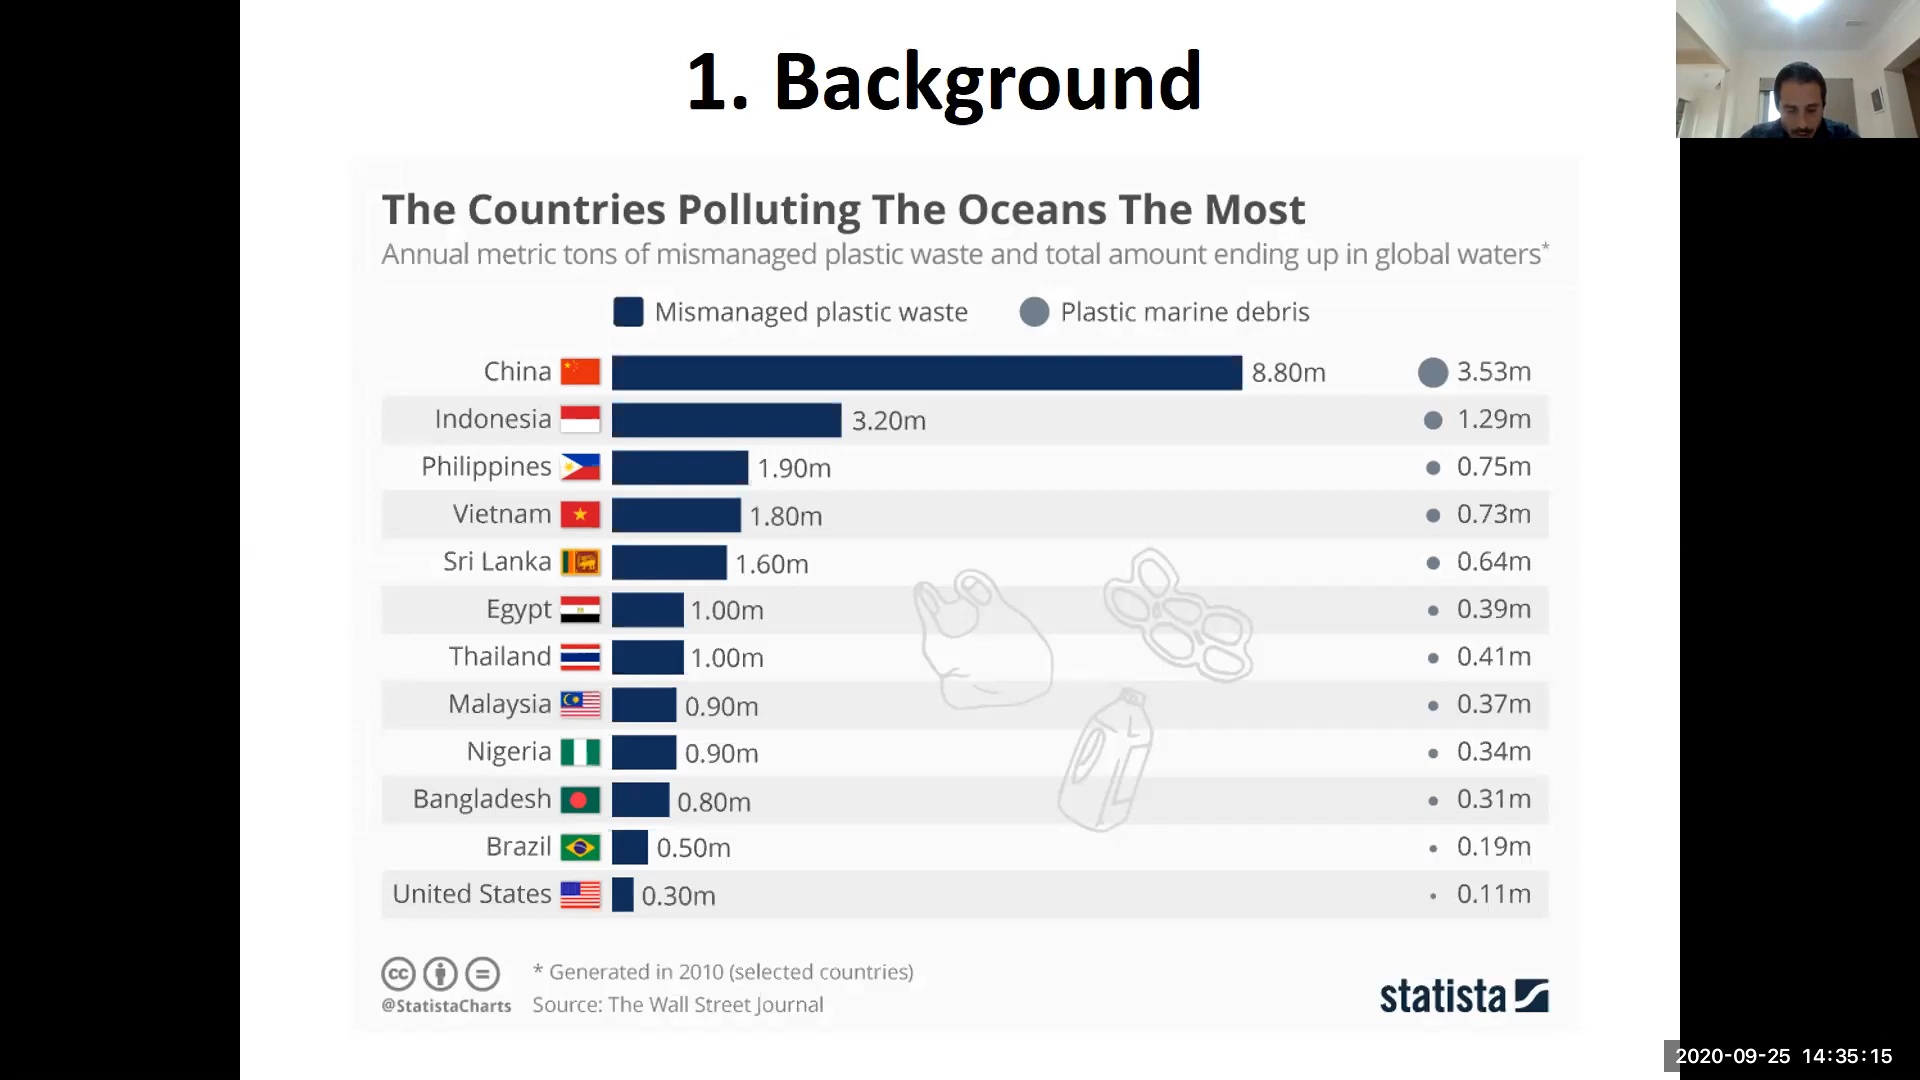 1. Background
The Countries Polluting The Oceans The Most
Annual metric tons of mismanaged plastic waste and total amount ending up in global waters*
Mismanaged plastic waste Plastic marine debris
China 8.80m 3.53m
Indonesia 3.20m 1.29m
Philippines 1.90m 0.75m
Vietnam 1.80m 0.73m
Sri Lanka 1.60m 0.64m
Egypt 1.00m 0.39m
Thailand 1.00m 0.41m
Malaysia 0.90m 0.37m
Nigeria 0.90m 0.34m
Bangladesh 0.80m 0.31m
Brazil 0.50m 0.19m
United States 0.30m 0.11m
cc
@StatistaCharts
* Generated in 2010 (selected countries)
Source: The Wall Street Journal
statista
2020-09-25 14:35:15